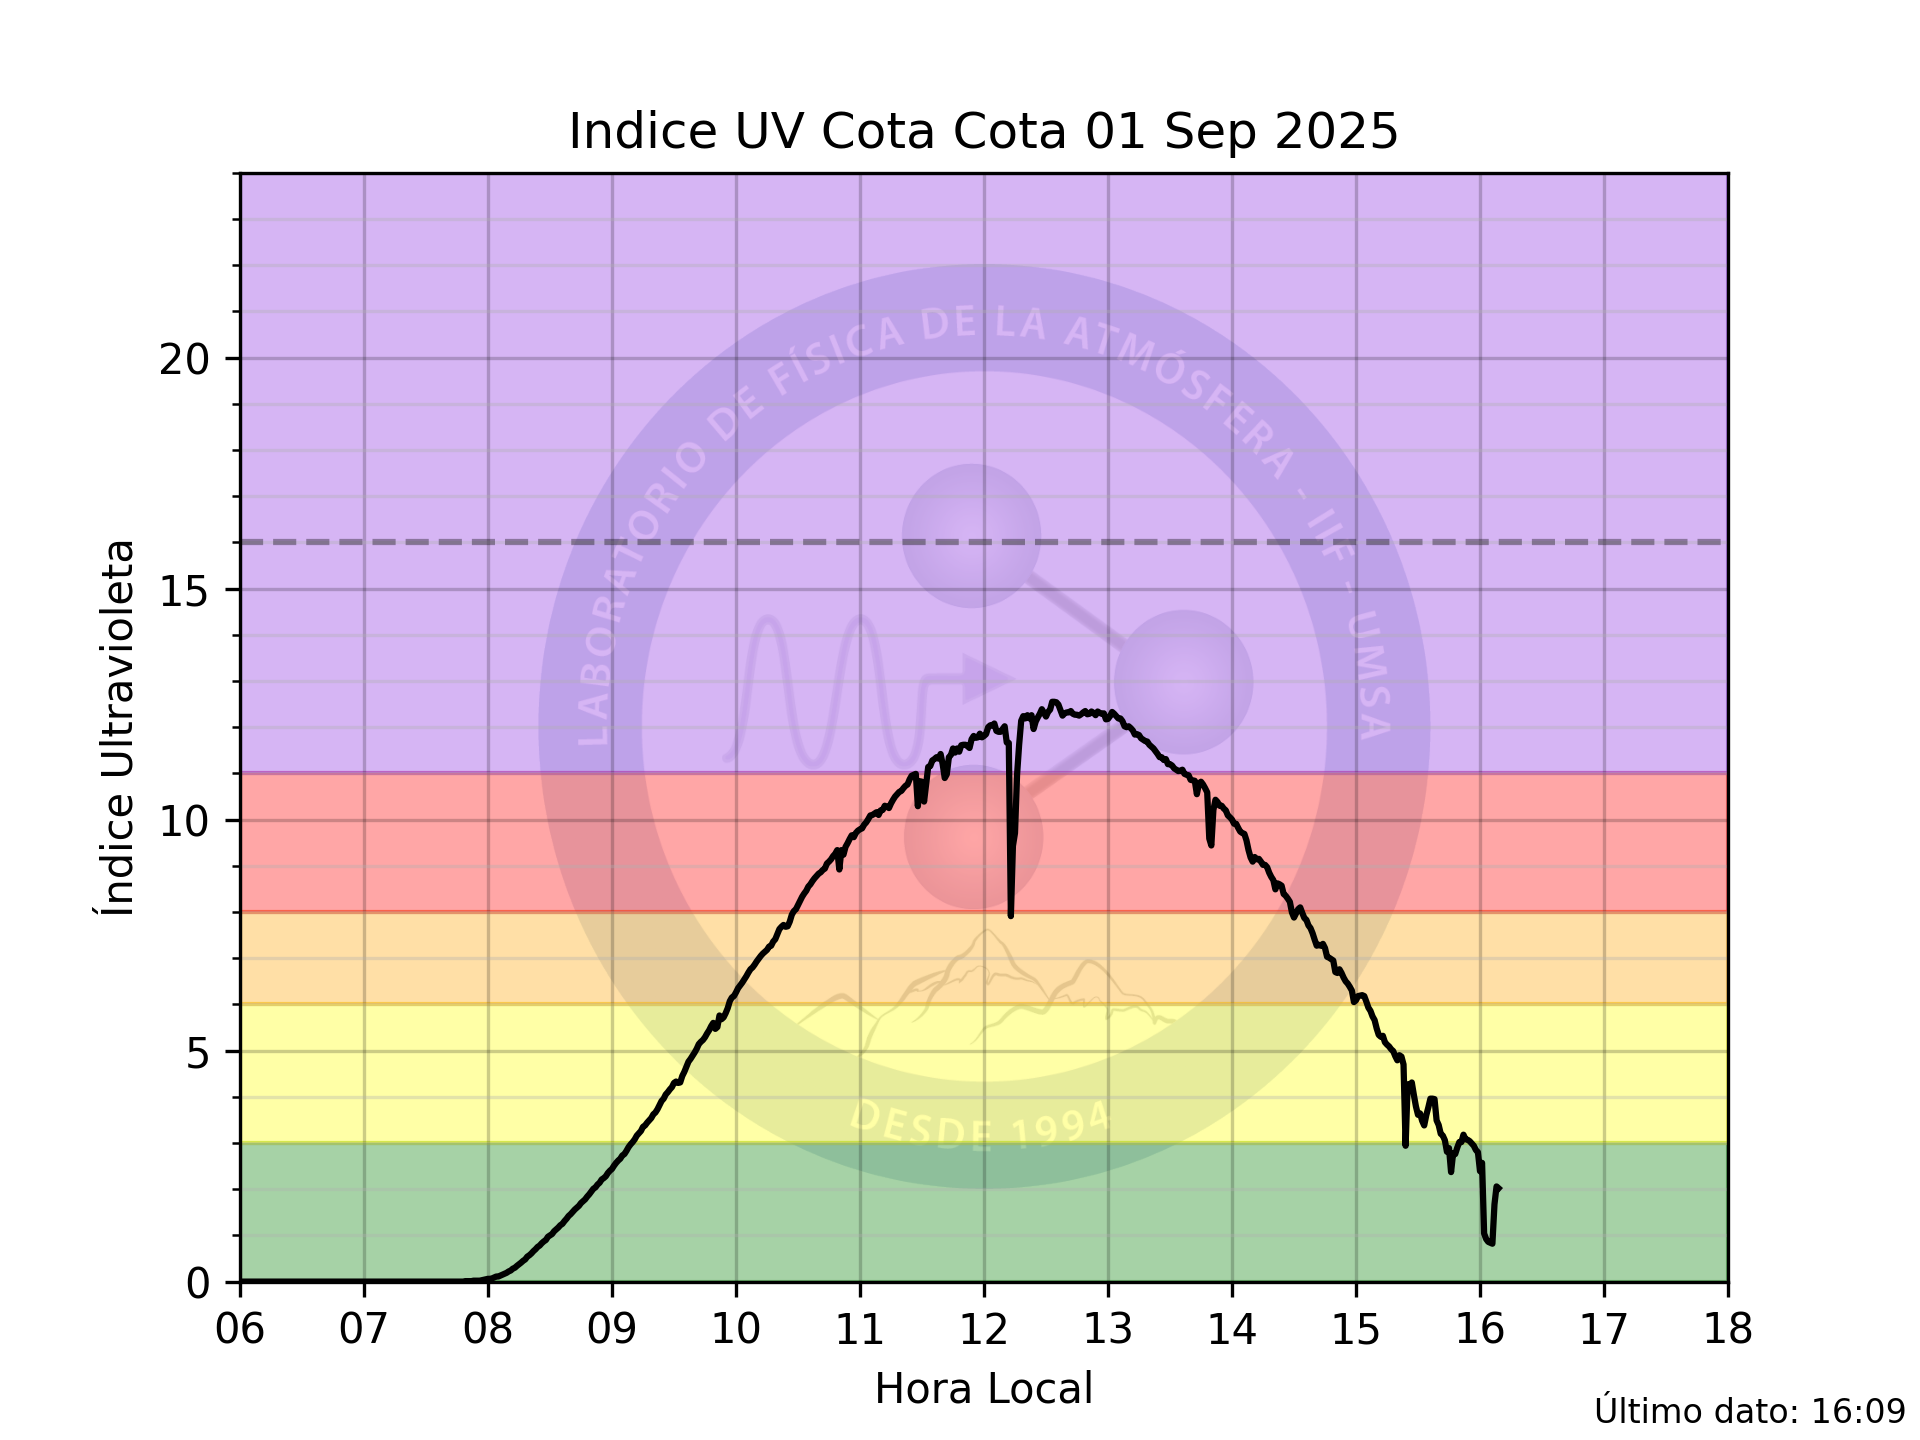 Indice UV Cota Cota 01 Sep 2025
LABORATORIO DE FÍSICA DE LA ATMÓSFERA - IIF - UMSA
DESDE 1994
Índice Ultravioleta
20
15
10
5
0
06 07 08 09 10 11 12 13 14 15 16 17 18
Hora Local
Último dato: 16:09